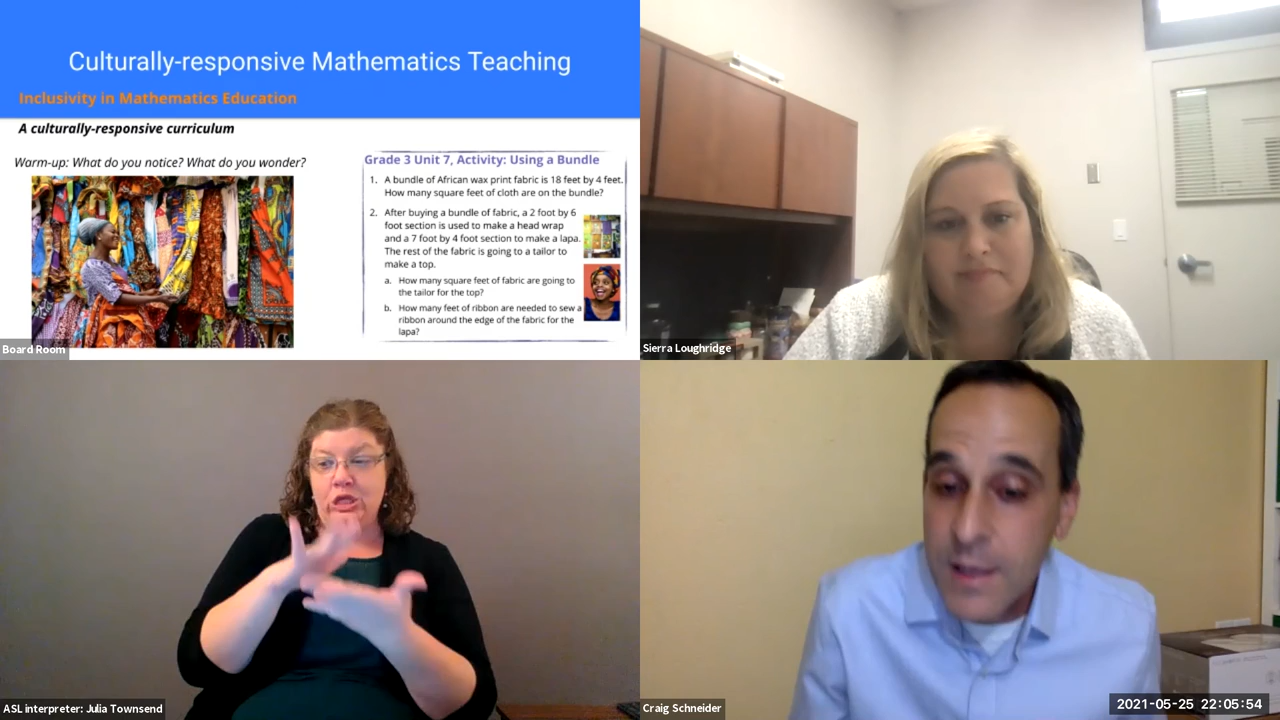 Culturally-responsive Mathematics Teaching
Inclusivity in Mathematics Education
A culturally-responsive curriculum
Warm-up: What do you notice? What do you wonder?
Grade 3 Unit 7, Activity: Using a Bundle
1. A bundle of African wax print fabric is 18 feet by 4 feet.
How many square feet of cloth are on the bundle?
2. After buying a bundle of fabric, a 2 foot by 6
foot section is used to make a head wrap
and a 7 foot by 4 foot section to make a lapa.
The rest of the fabric is going to a tailor to
make a top.
a. How many square feet of fabric are going to
the tailor for the top?
b. How many feet of ribbon are needed to sew a
ribbon around the edge of the fabric for the
lapa?
Board Room
Sierra Loughridge
ASL interpreter: Julia Townsend
Craig Schneider
2021-05-25 22:05:54